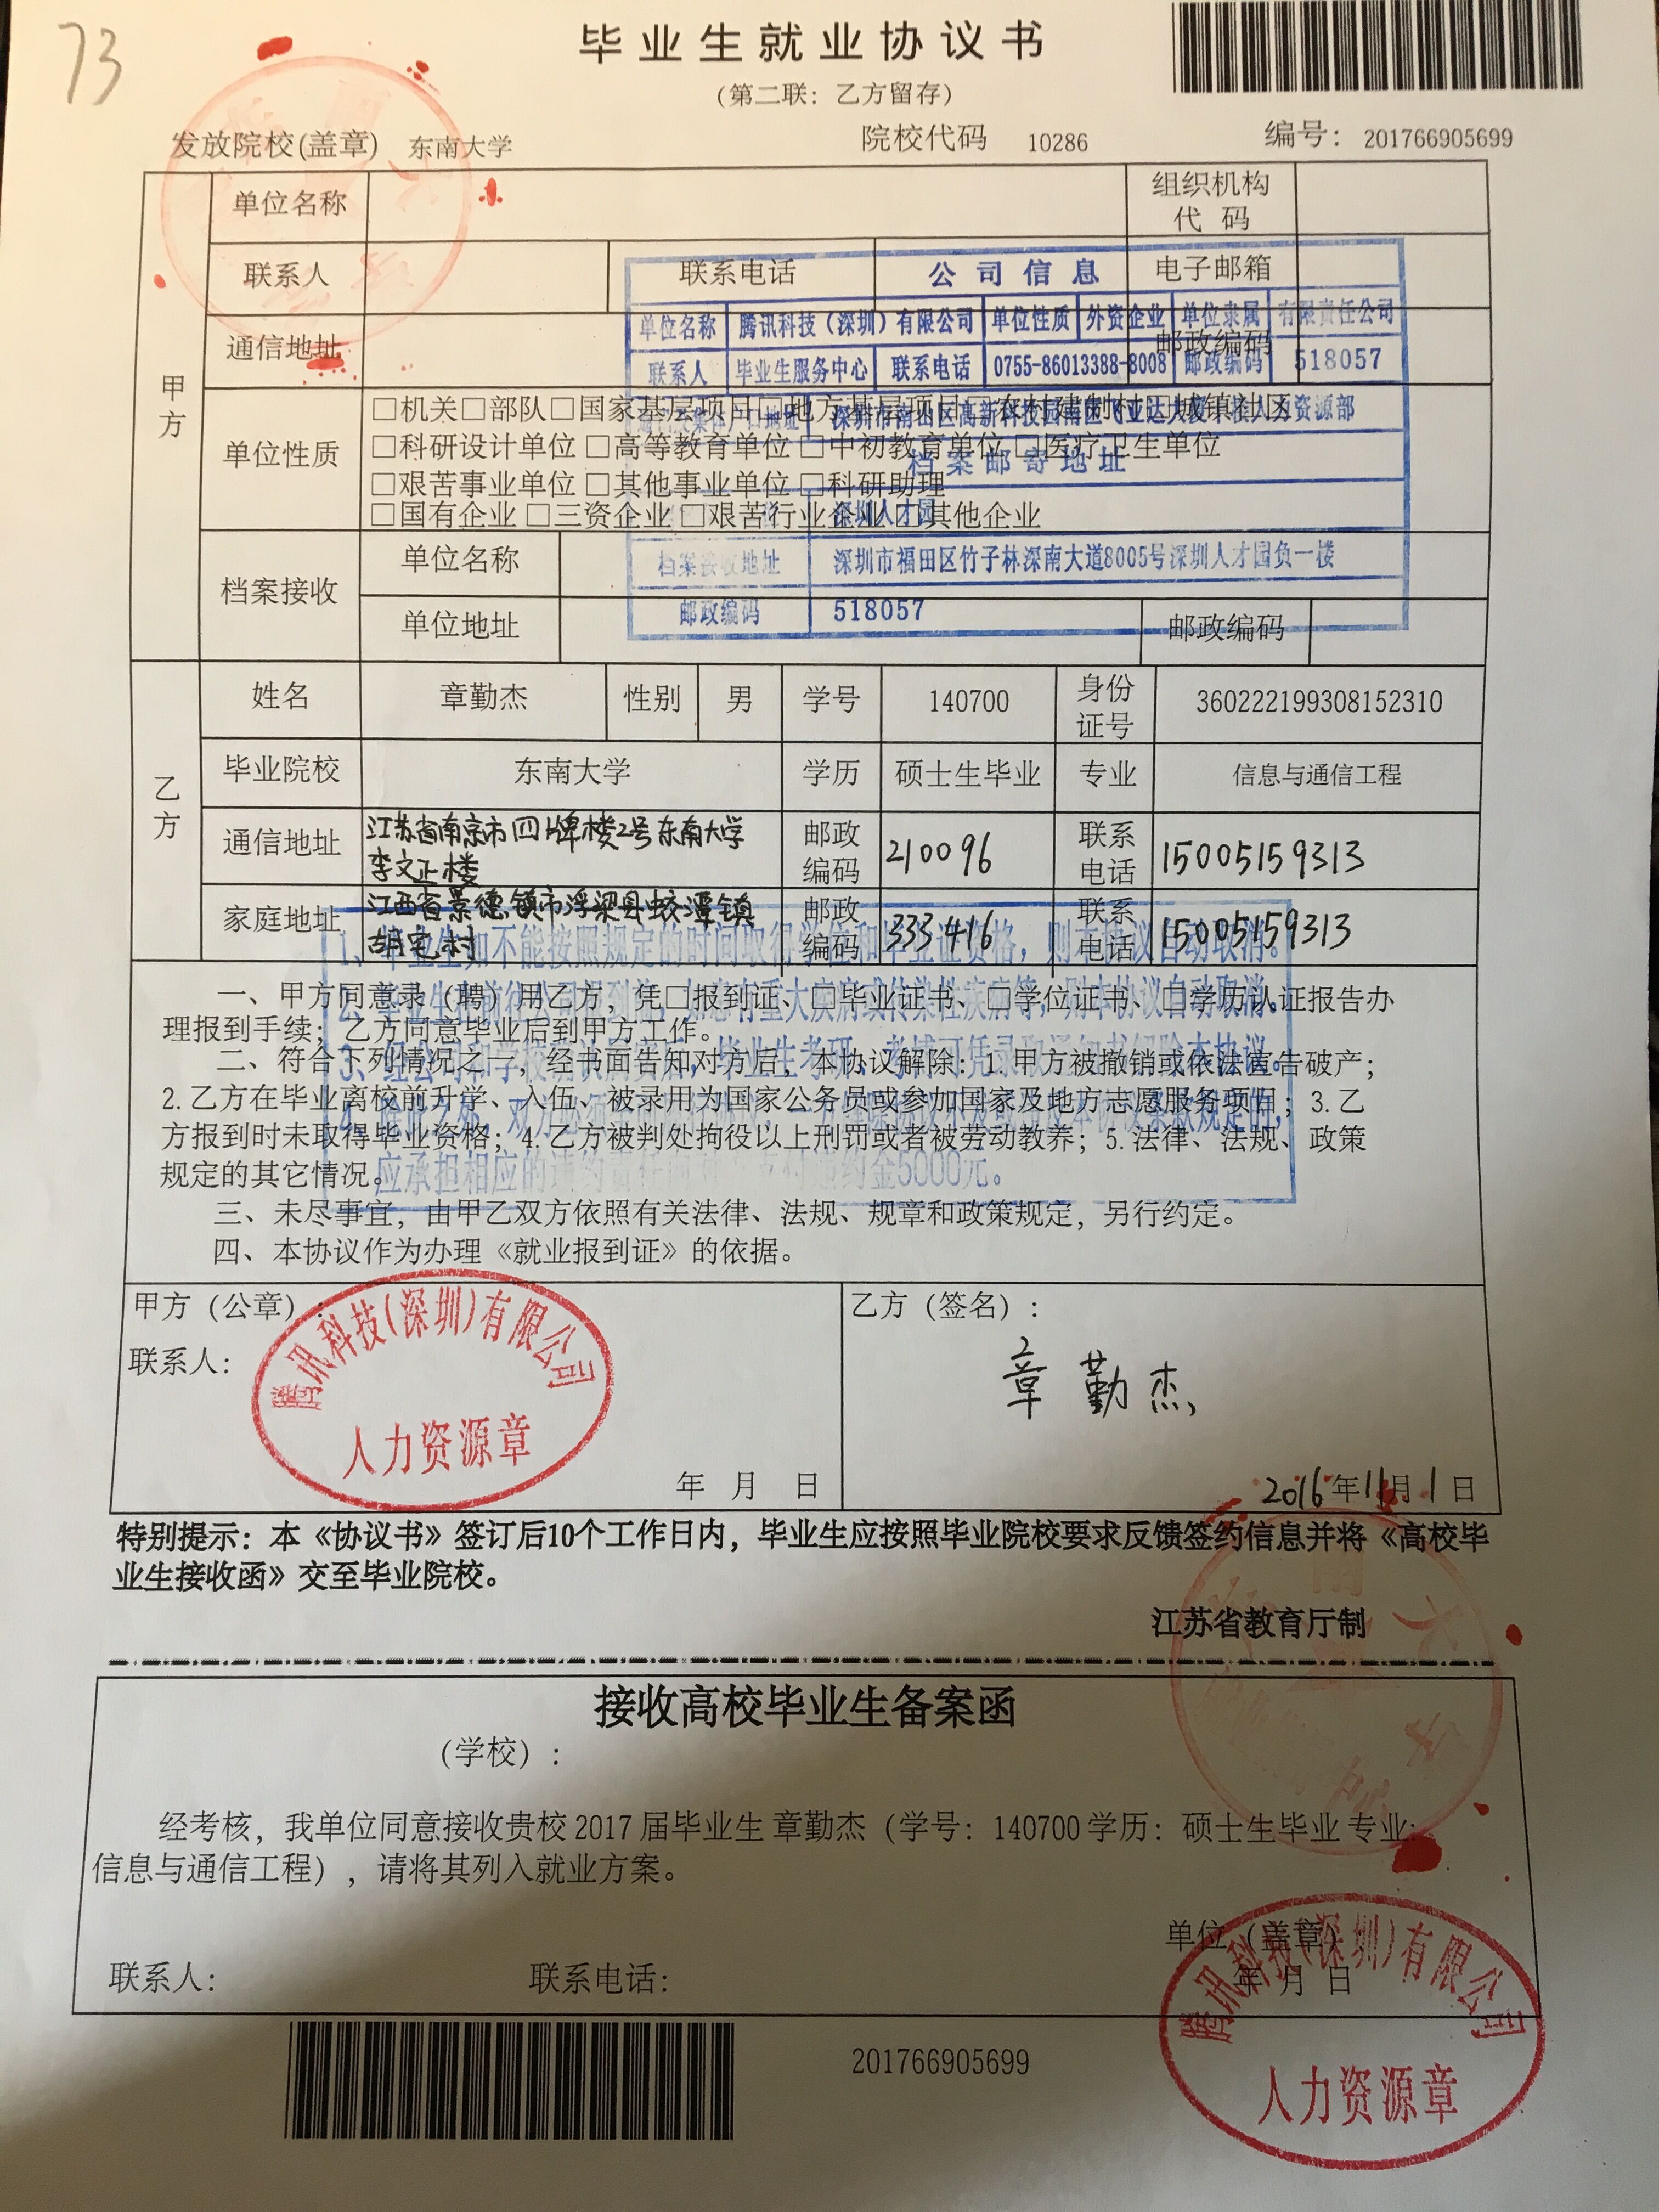 73
毕业生就业协议书
(第二联：乙方留存)
发放院校(盖章) 东南大学 院校代码 10286 编号：201766905699
甲方
单位名称 组织机构代码
联系人 联系电话 电子邮箱
通信地址 邮政编码
公司信息
单位名称 腾讯科技（深圳）有限公司 单位性质 外资企业 单位隶属 有限责任公司
联系人 毕业生服务中心 联系电话 0755-86013388-8008 邮政编码 518057
深圳市南山区高新科技园南区飞亚达大厦 人力资源部
档案邮寄地址
深圳人才园
档案接收地址 深圳市福田区竹子林深南大道8005号深圳人才园负一楼
邮政编码 518057
单位性质
□机关□部队□国家基层项目□地方基层项目□农村建制村□城镇社区
□科研设计单位 □高等教育单位 □中初教育单位 □医疗卫生单位
□艰苦事业单位 □其他事业单位 □科研助理
□国有企业 □三资企业 □艰苦行业企业 □其他企业
档案接收 单位名称
单位地址 邮政编码
乙方
姓名 章勤杰 性别 男 学号 140700 身份证号 360222199308152310
毕业院校 东南大学 学历 硕士生毕业 专业 信息与通信工程
通信地址 江苏省南京市四牌楼2号东南大学
李文正楼 邮政编码 210096 联系电话 15005159313
家庭地址 江西省景德镇市浮梁县蛟潭镇
胡宅村 邮政编码 333416 联系电话 15005159313
1、毕业生如不能按照规定的时间取得学位和毕业证资格，则本协议自动取消。
一、甲方同意录（聘）用乙方，凭□报到证、□毕业证书、□学位证书、□学历认证报告办
理报到手续；乙方同意毕业后到甲方工作。
二、符合下列情况之一，经书面告知对方后，本协议解除：1.甲方被撤销或依法宣告破产；
2.乙方在毕业离校前升学、入伍、被录用为国家公务员或参加国家及地方志愿服务项目；3.乙
方报到时未取得毕业资格；4.乙方被判处拘役以上刑罚或者被劳动教养；5.法律、法规、政策
规定的其它情况。
应承担相应的违约责任 违约金5000元。
三、未尽事宜，由甲乙双方依照有关法律、法规、规章和政策规定，另行约定。
四、本协议作为办理《就业报到证》的依据。
甲方（公章）： 乙方（签名）：
联系人：
腾讯科技(深圳)有限公司
人力资源章
章勤杰
年 月 日 2016年11月1日
特别提示：本《协议书》签订后10个工作日内，毕业生应按照毕业院校要求反馈签约信息并将《高校毕
业生接收函》交至毕业院校。
江苏省教育厅制
接收高校毕业生备案函
(学校)：
经考核，我单位同意接收贵校 2017 届毕业生 章勤杰（学号：140700 学历：硕士生毕业 专业：
信息与通信工程），请将其列入就业方案。
单位（盖章）
年 月 日
联系人： 联系电话：
腾讯科技(深圳)有限公司
人力资源章
201766905699